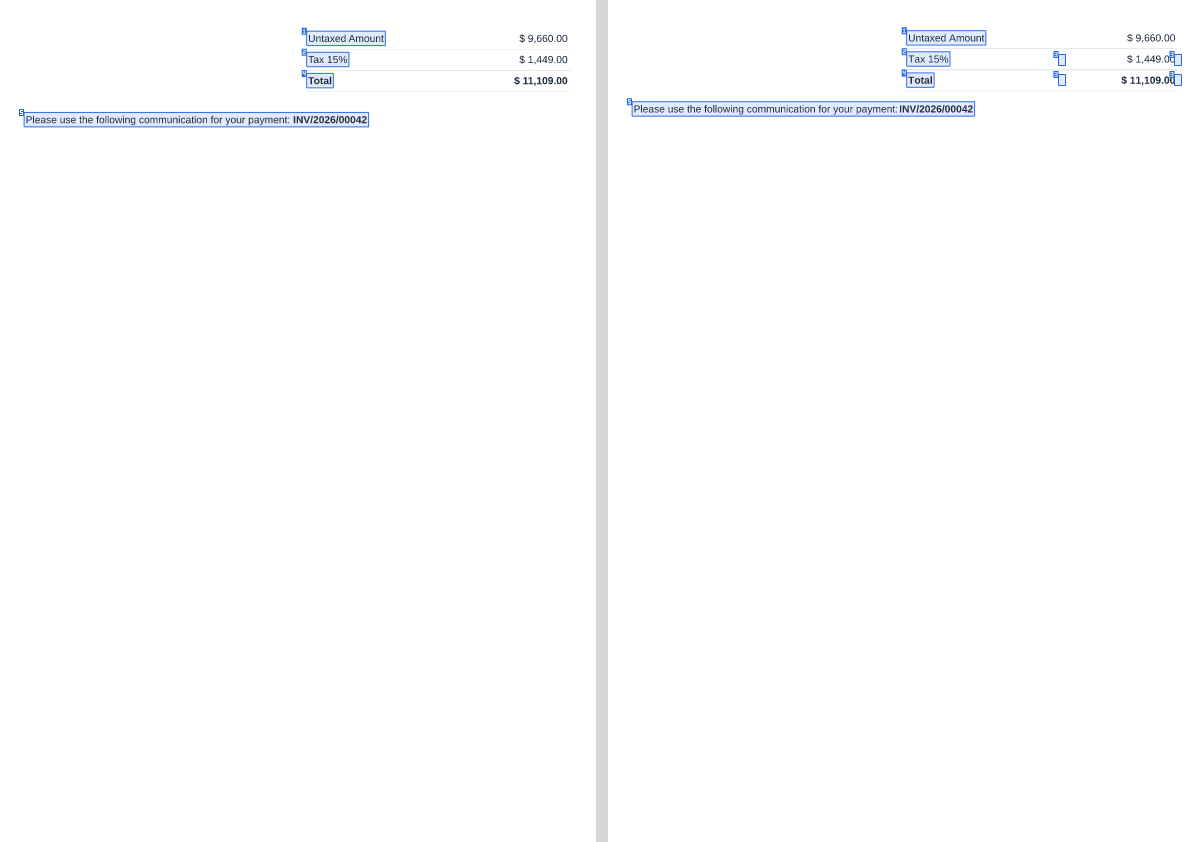 Untaxed Amount $ 9,660.00
Tax 15% $ 1,449.00
Total $ 11,109.00
Please use the following communication for your payment: INV/2026/00042
Untaxed Amount $ 9,660.00
Tax 15% $ 1,449.00
Total $ 11,109.00
Please use the following communication for your payment: INV/2026/00042